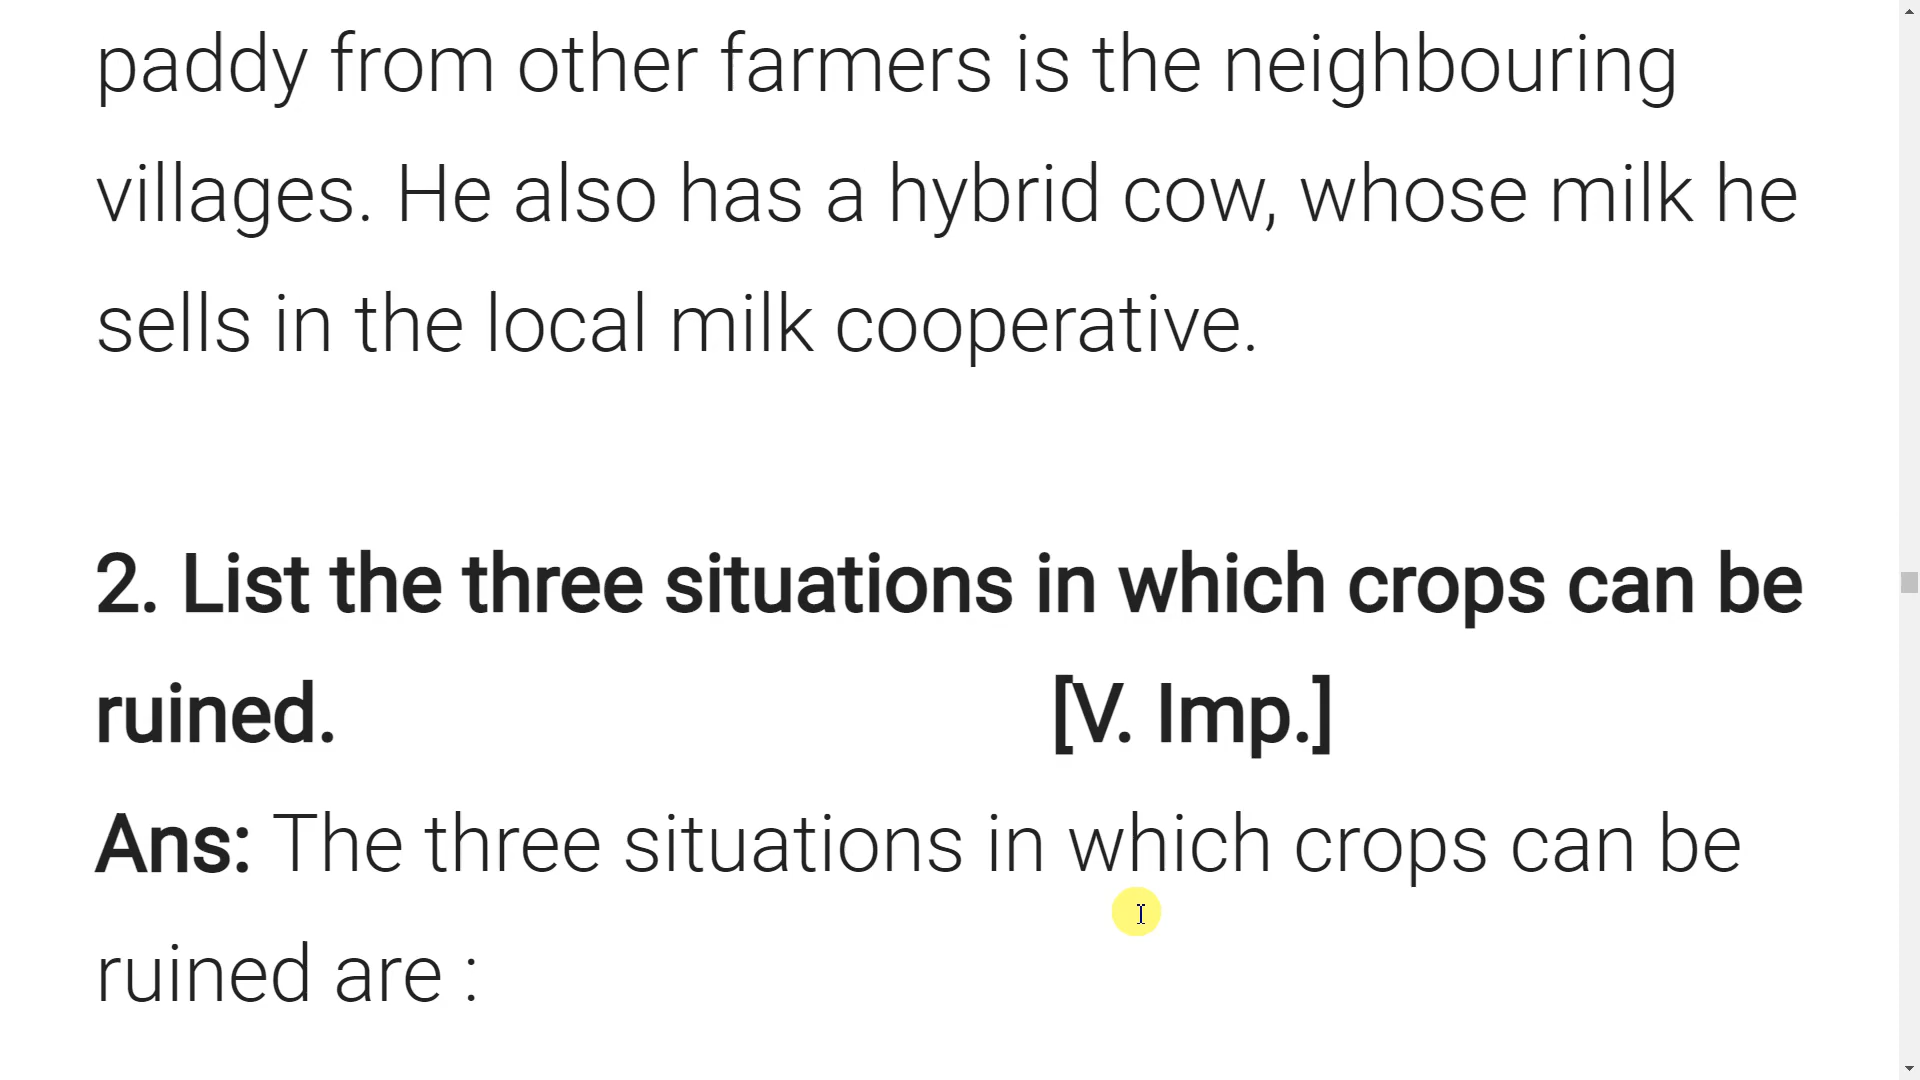 paddy from other farmers is the neighbouring
villages. He also has a hybrid cow, whose milk he
sells in the local milk cooperative.
2. List the three situations in which crops can be
ruined. [V. Imp.]
Ans: The three situations in which crops can be
ruined are :